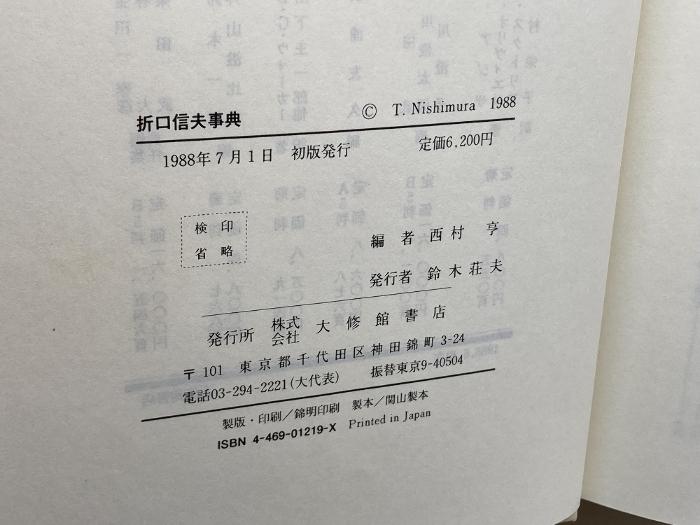 折口信夫事典
© T. Nishimura 1988
1988年7月1日 初版発行
定価6,200円
検印
省略
編者 西村亨
発行者 鈴木荘夫
発行所 株式会社 大修館書店
〒101 東京都千代田区神田錦町3-24
電話03-294-2221(大代表) 振替東京9-40504
製版・印刷/錦明印刷 製本/関山製本
ISBN 4-469-01219-X Printed in Japan